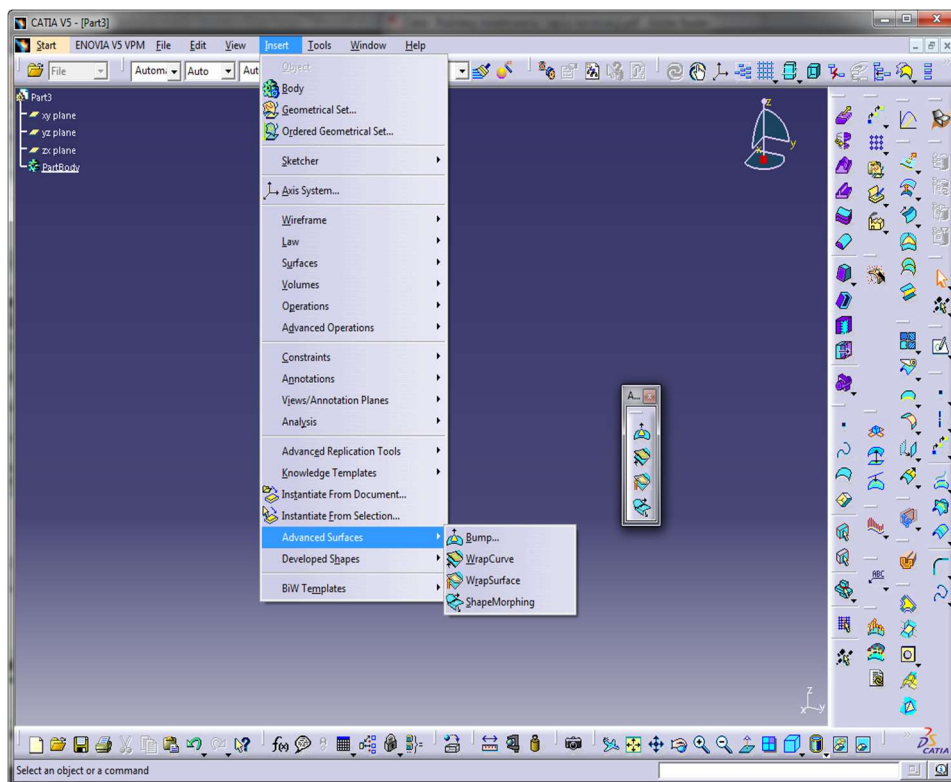 CATIA V5 - [Part3]
Start ENOVIA V5 VPM File Edit View Insert Tools Window Help
File Autom. Auto Aut
Part3
xy plane
yz plane
zx plane
PartBody
Object
Body
Geometrical Set...
Ordered Geometrical Set...
Sketcher
Axis System...
Wireframe
Law
Surfaces
Volumes
Operations
Advanced Operations
Constraints
Annotations
Views/Annotation Planes
Analysis
Advanced Replication Tools
Knowledge Templates
Instantiate From Document...
Instantiate From Selection...
Advanced Surfaces
Developed Shapes
BiW Templates
Bump...
WrapCurve
WrapSurface
ShapeMorphing
A...
z
y
x
ABC
z
x y
f(x)
CATIA
Select an object or a command